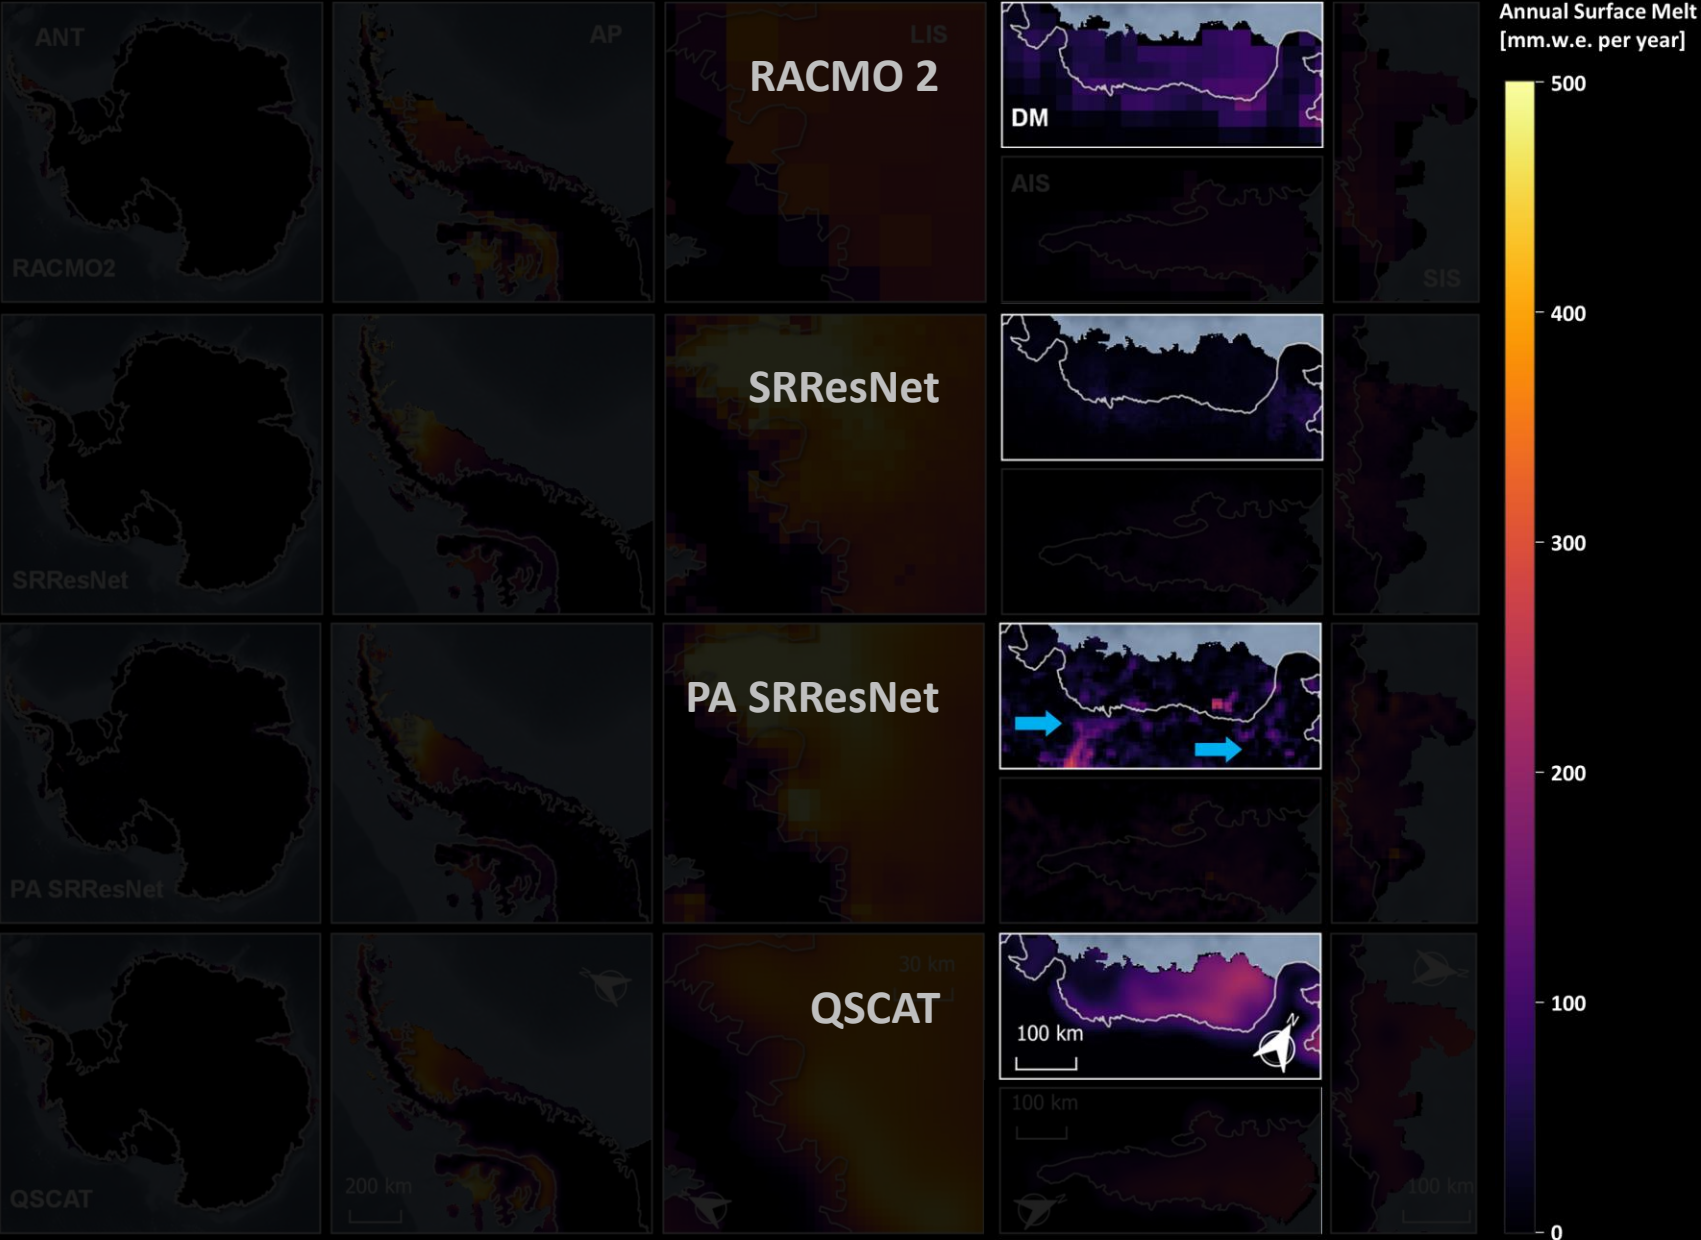 ANT
AP
LIS
RACMO 2
DM
AIS
RACMO2
SIS
Annual Surface Melt
[mm.w.e. per year]
500
400
300
200
100
0
SRResNet
SRResNet
PA SRResNet
PA SRResNet
30 km
QSCAT
100 km
N
100 km
QSCAT
200 km
100 km